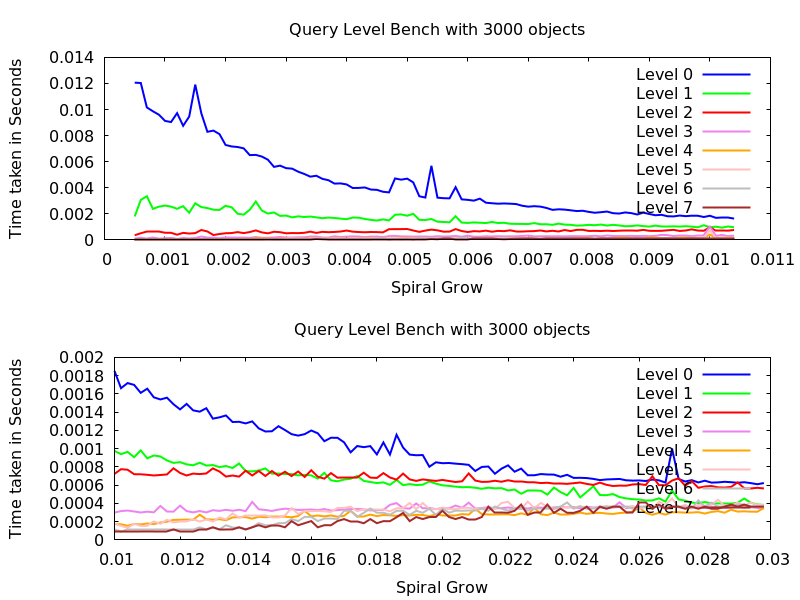 Query Level Bench with 3000 objects
Time taken in Seconds
0.014
0.012
0.01
0.008
0.006
0.004
0.002
0
Level 0
Level 1
Level 2
Level 3
Level 4
Level 5
Level 6
Level 7
0 0.001 0.002 0.003 0.004 0.005 0.006 0.007 0.008 0.009 0.01 0.011
Spiral Grow
Query Level Bench with 3000 objects
Time taken in Seconds
0.002
0.0018
0.0016
0.0014
0.0012
0.001
0.0008
0.0006
0.0004
0.0002
0
Level 0
Level 1
Level 2
Level 3
Level 4
Level 5
Level 6
Level 7
0.01 0.012 0.014 0.016 0.018 0.02 0.022 0.024 0.026 0.028 0.03
Spiral Grow